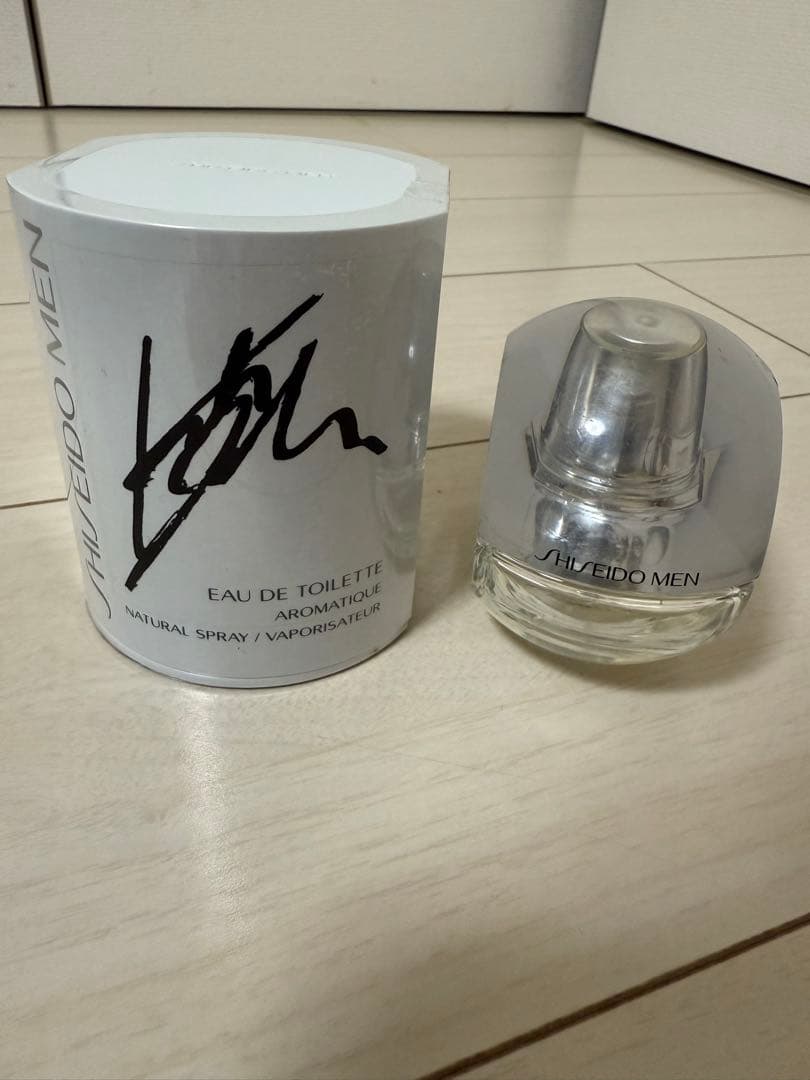 SHISEIDO MEN
EAU DE TOILETTE
AROMATIQUE
NATURAL SPRAY / VAPORISATEUR
SHISEIDO MEN